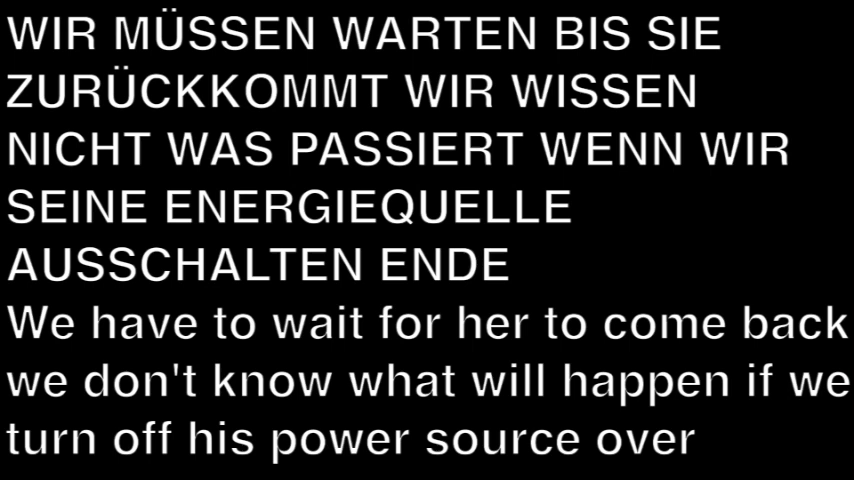 WIR MÜSSEN WARTEN BIS SIE
ZURÜCKKOMMT WIR WISSEN
NICHT WAS PASSIERT WENN WIR
SEINE ENERGIEQUELLE
AUSSCHALTEN ENDE
We have to wait for her to come back
we don't know what will happen if we
turn off his power source over